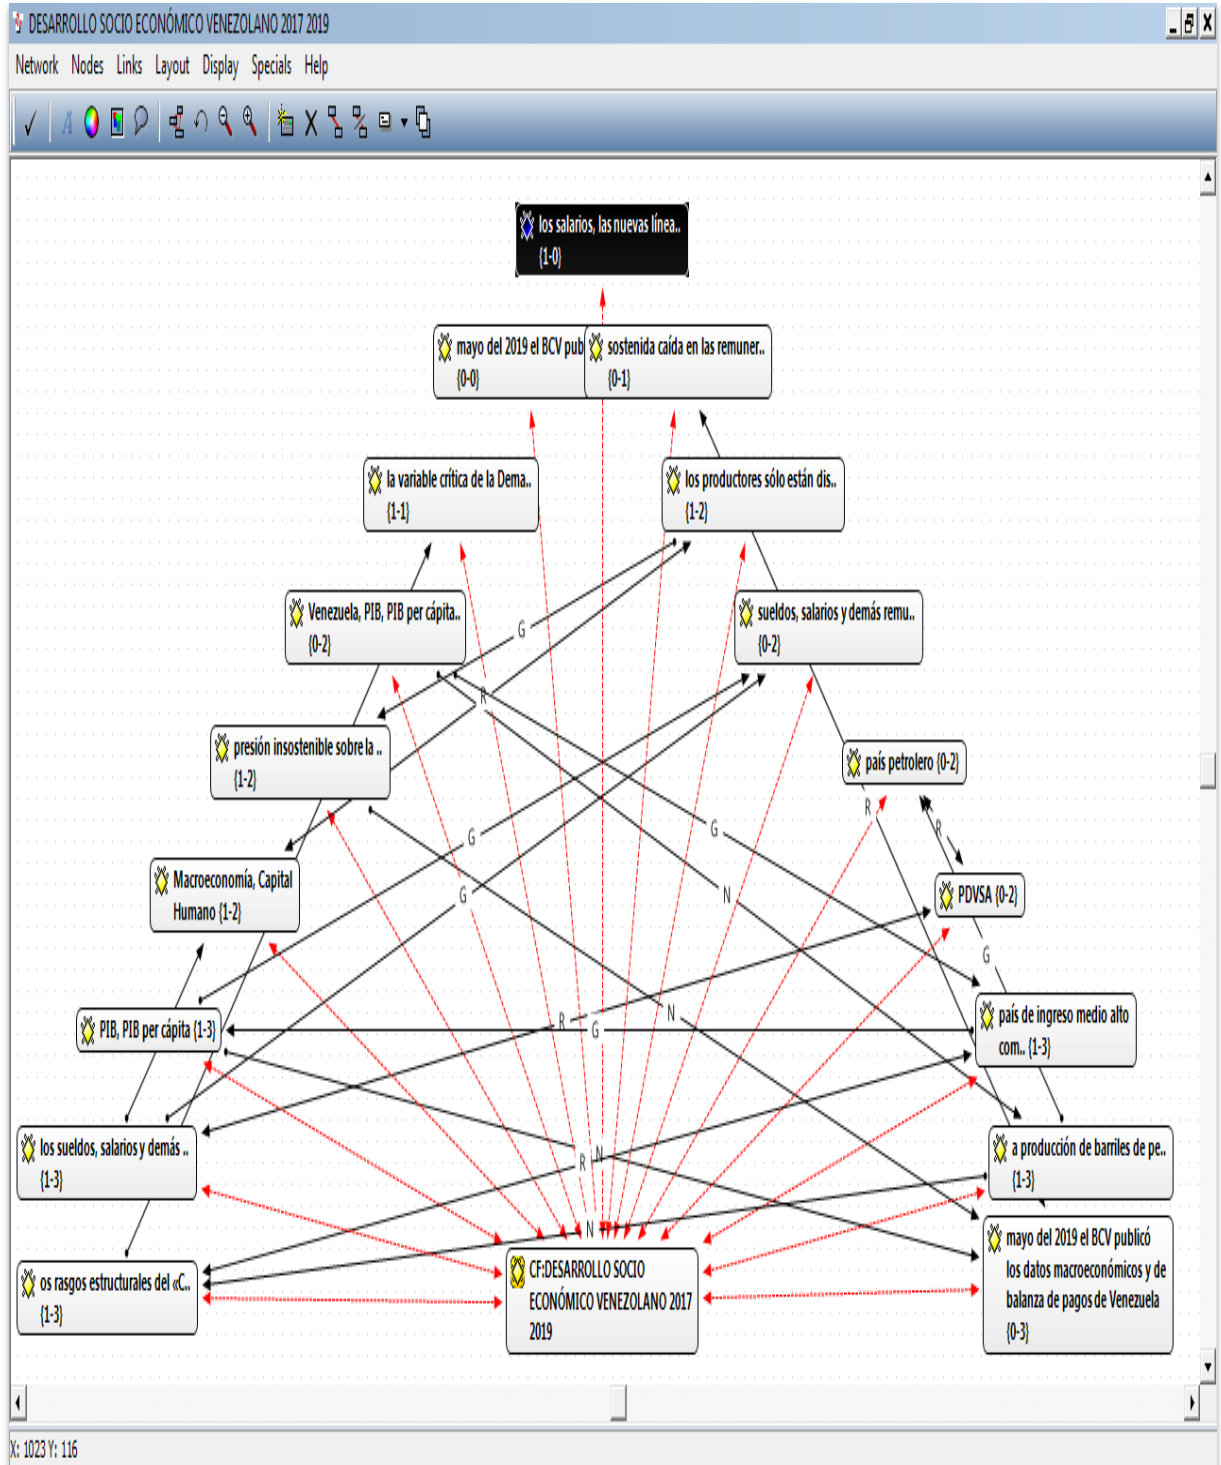 DESARROLLO SOCIO ECONÓMICO VENEZOLANO 2017 2019
Network Nodes Links Layout Display Specials Help
los salarios, las nuevas línea..
{1-0}
mayo del 2019 el BCV pub
{0-0}
sostenida caída en las remuner..
{0-1}
la variable crítica de la Dema..
{1-1}
los productores sólo están dis..
{1-2}
Venezuela, PIB, PIB per cápita..
{0-2}
sueldos, salarios y demás remu..
{0-2}
G
R
presión insostenible sobre la ..
{1-2}
país petrolero {0-2}
R
G
R
G
Macroeconomía, Capital
Humano {1-2}
G
N
PDVSA {0-2}
G
PIB, PIB per cápita {1-3}
R
G
N
país de ingreso medio alto
com.. {1-3}
los sueldos, salarios y demás ..
{1-3}
R
N
a producción de barriles de pe..
{1-3}
N
os rasgos estructurales del «C..
{1-3}
CF:DESARROLLO SOCIO
ECONÓMICO VENEZOLANO 2017
2019
mayo del 2019 el BCV publicó
los datos macroeconómicos y de
balanza de pagos de Venezuela
{0-3}
X: 1023 Y: 116